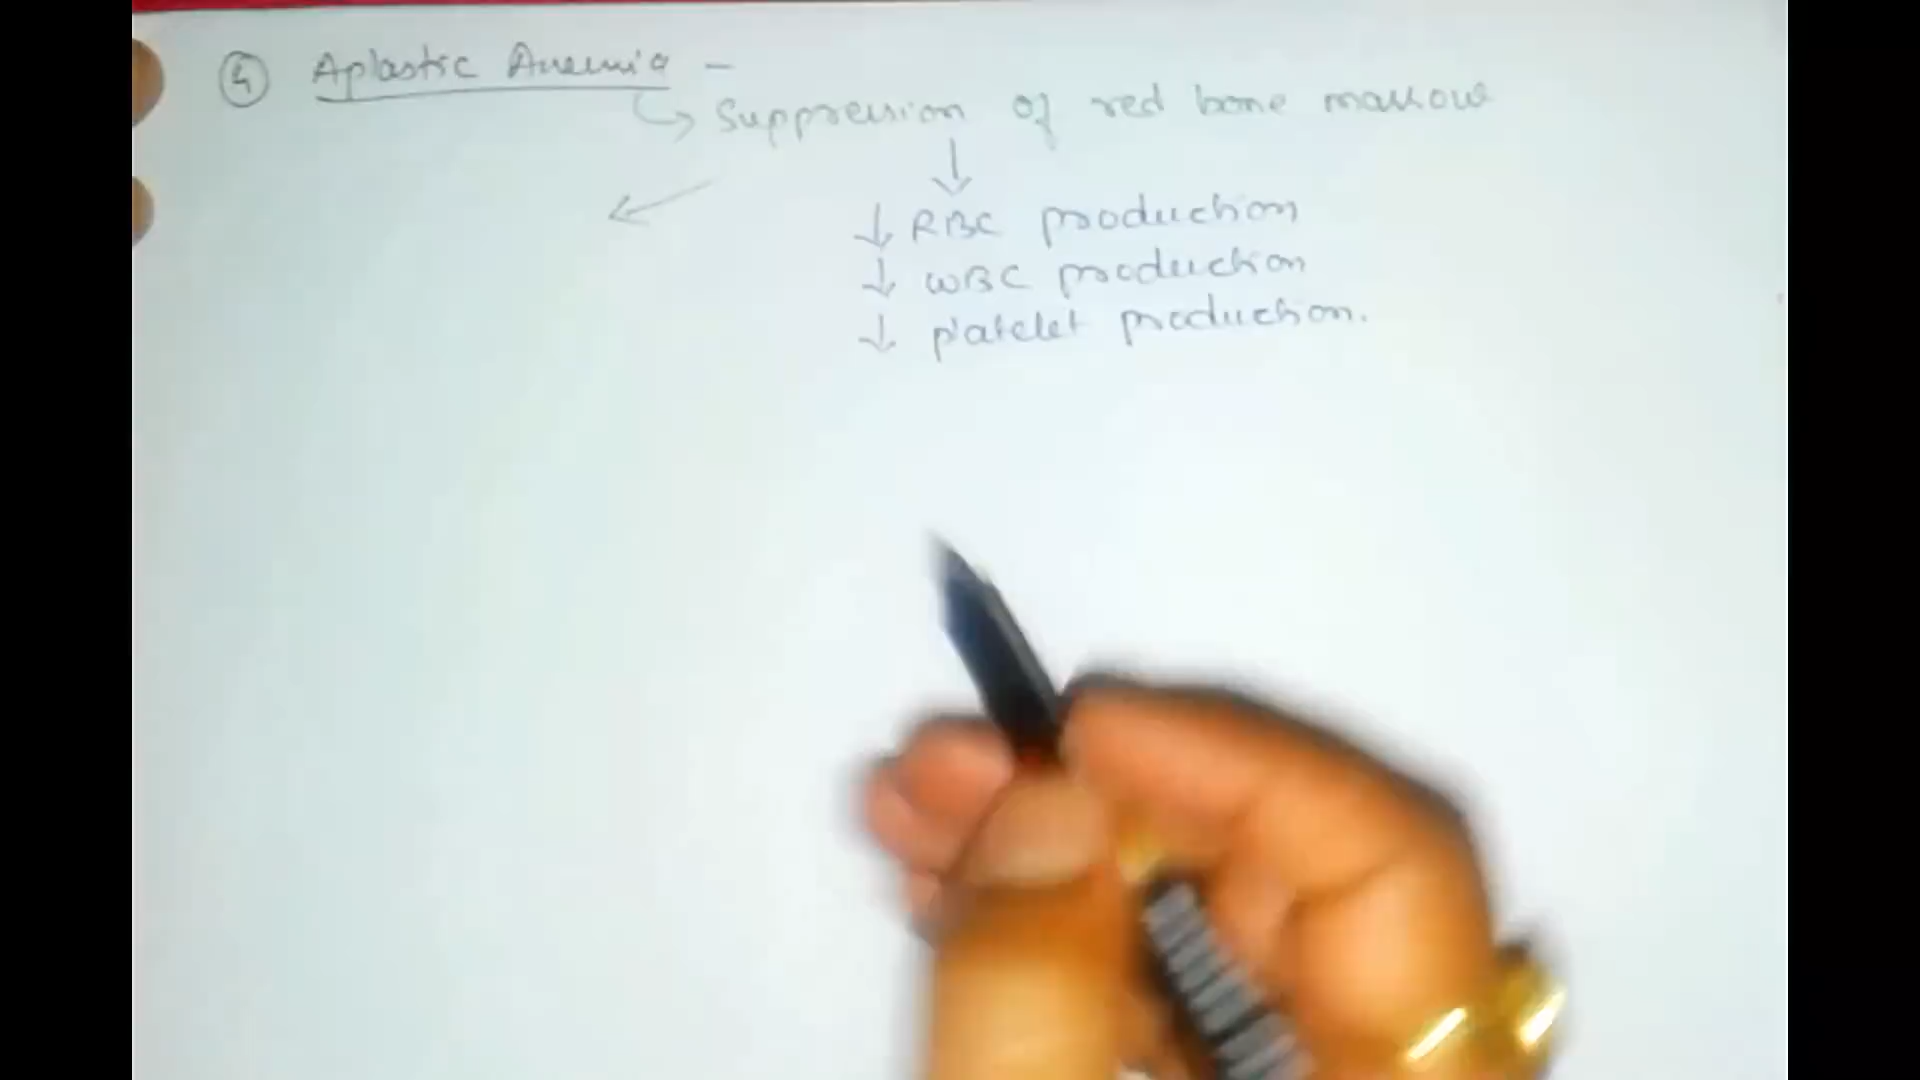 ④ Aplastic Anemia -
↳ Suppression of red bone marrow
↓
↓ RBC production
↓ WBC production
↓ platelet production.